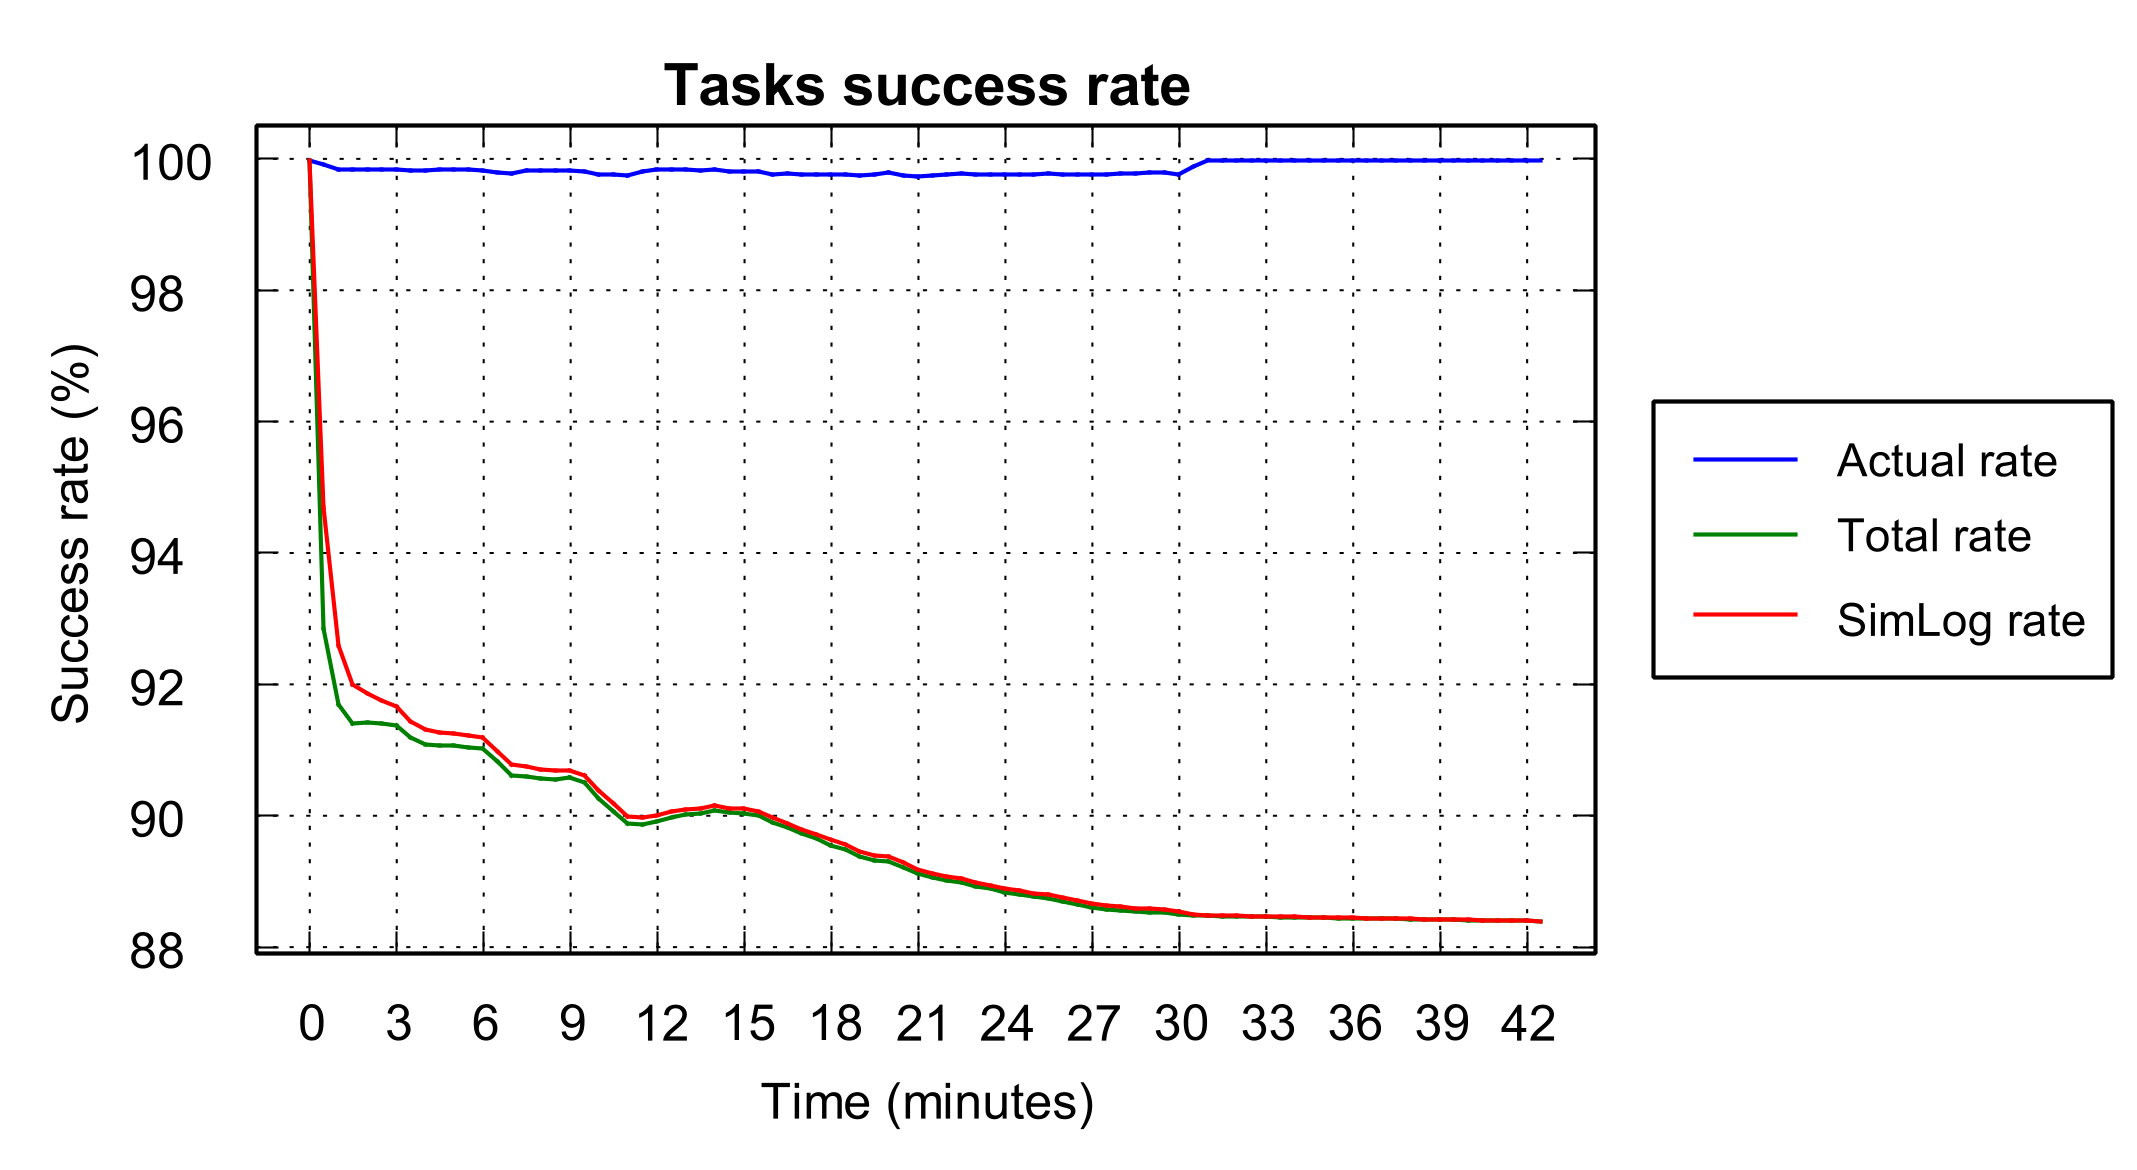 Tasks success rate
100
98
96
94
92
90
88
Success rate (%)
0 3 6 9 12 15 18 21 24 27 30 33 36 39 42
Time (minutes)
Actual rate
Total rate
SimLog rate